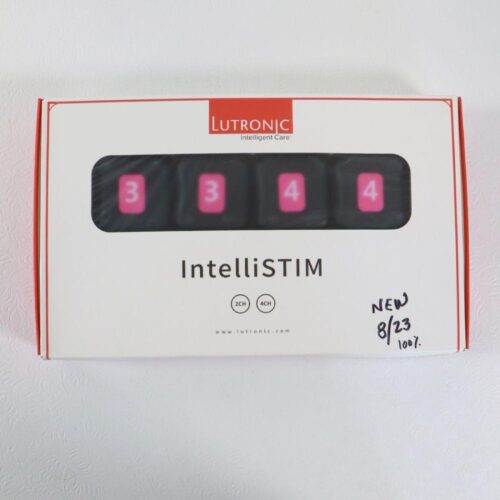 LUTRONIC
Intelligent Care
3 3 4 4
IntelliSTIM
2CH 4CH
www.lutronic.com
NEW
8/23
100%